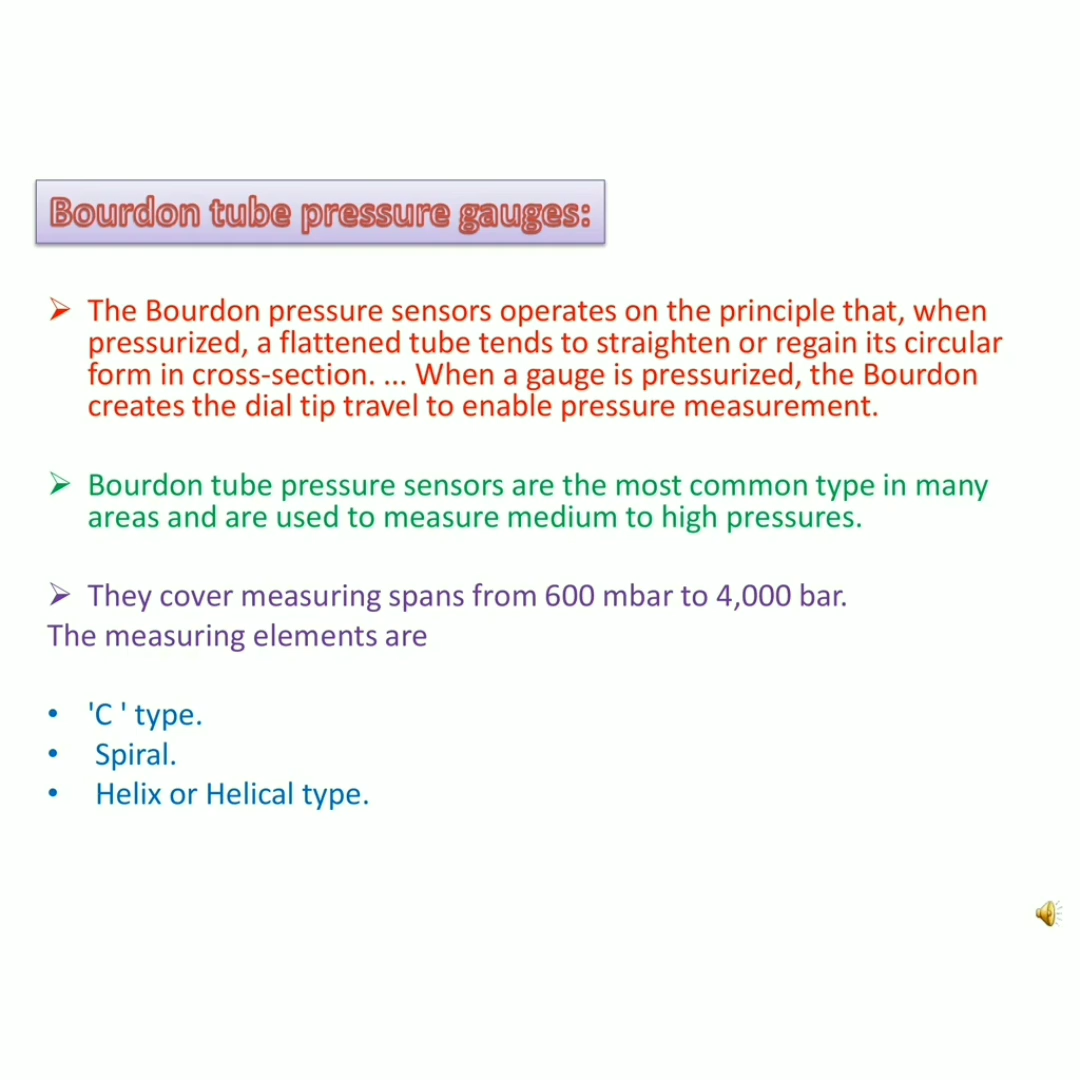 Bourdon tube pressure gauges:
➢ The Bourdon pressure sensors operates on the principle that, when
pressurized, a flattened tube tends to straighten or regain its circular
form in cross-section. ... When a gauge is pressurized, the Bourdon
creates the dial tip travel to enable pressure measurement.
➢ Bourdon tube pressure sensors are the most common type in many
areas and are used to measure medium to high pressures.
➢ They cover measuring spans from 600 mbar to 4,000 bar.
The measuring elements are
• 'C ' type.
• Spiral.
• Helix or Helical type.